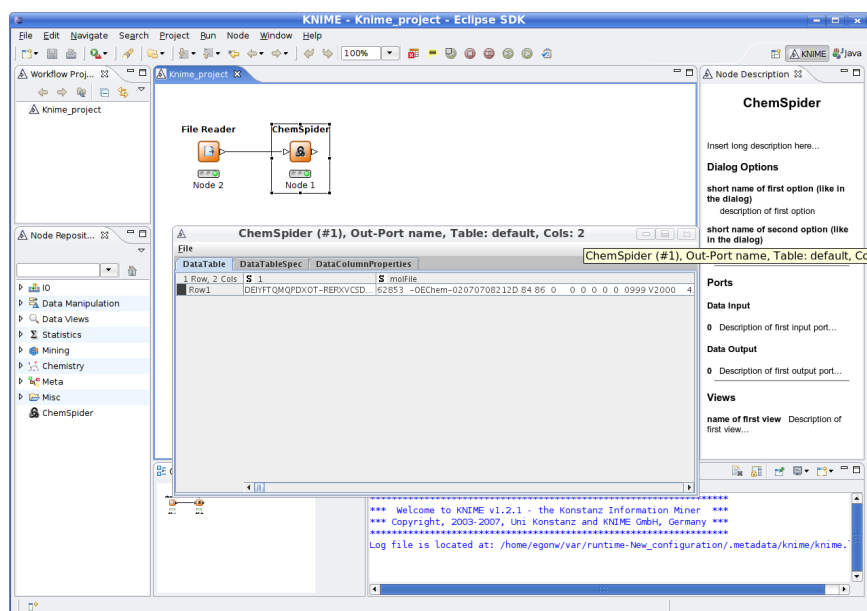 KNIME - Knime_project - Eclipse SDK
File Edit Navigate Search Project Run Node Window Help
100%
KNIME Java
Workflow Proj...
Knime_project
Knime_project
Node Description
File Reader
Node 2
ChemSpider
Node 1
ChemSpider
Insert long description here...
Dialog Options
short name of first option (like in the dialog)
description of first option
short name of second option (like in the dialog)
Ports
Data Input
0 Description of first input port...
Data Output
0 Description of first output port...
Views
name of first view Description of first view...
Node Reposit...
IO
Data Manipulation
Data Views
Statistics
Mining
Chemistry
Meta
Misc
ChemSpider
ChemSpider (#1), Out-Port name, Table: default, Cols: 2
File
ChemSpider (#1), Out-Port name, Table: default, Co
DataTable DataTableSpec DataColumnProperties
1 Row, 2 Cols S 1 S molFile
Row1 DEIYFTQMQPDXOT-RERXVCSD... 62853 -OEChem-02070708212D 84 86 0 0 0 0 0 0 0999 V2000 4.
*** Welcome to KNIME v1.2.1 - the Konstanz Information Miner ***
*** Copyright, 2003-2007, Uni Konstanz and KNIME GmbH, Germany ***
Log file is located at: /home/egonw/var/runtime-New_configuration/.metadata/knime/knime.